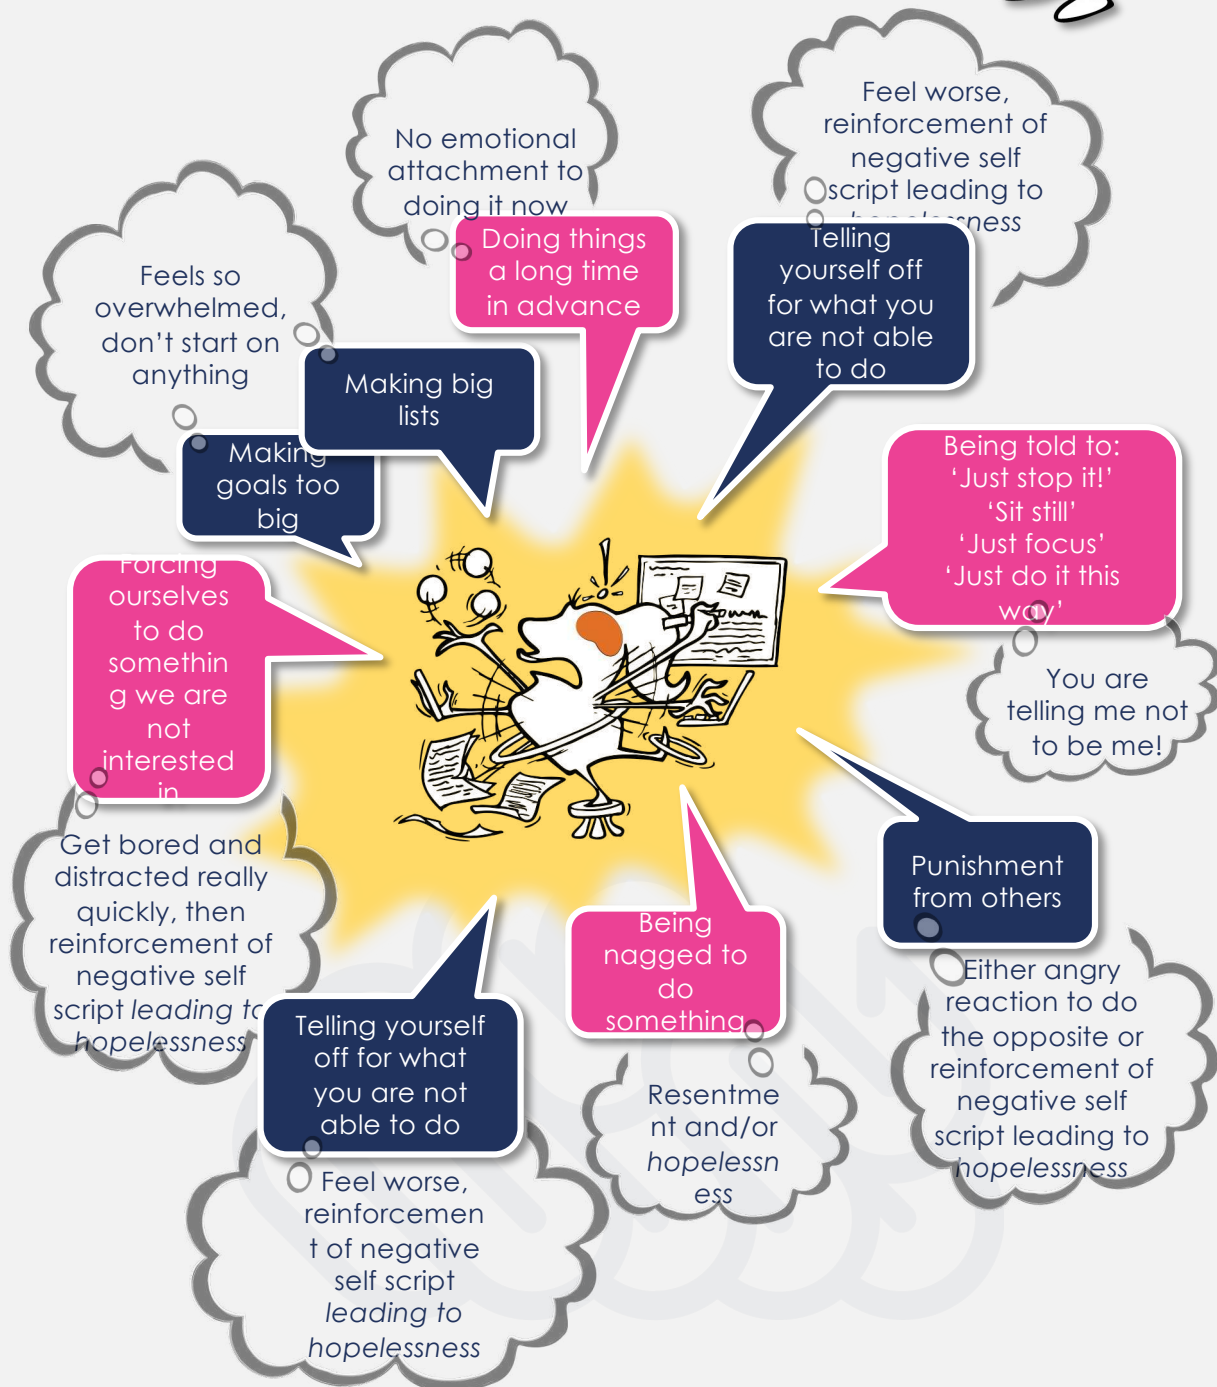 No emotional
attachment to
doing it now
Doing things
a long time
in advance
Feel worse,
reinforcement of
negative self
script leading to
hopelessness
Telling
yourself off
for what you
are not able
to do
Feels so
overwhelmed,
don't start on
anything
Making big
lists
Making
goals too
big
Being told to:
‘Just stop it!’
‘Sit still’
‘Just focus’
‘Just do it this
way’
You are
telling me not
to be me!
Forcing
ourselves
to do
somethin
g we are
not
interested
in
Get bored and
distracted really
quickly, then
reinforcement of
negative self
script leading to
hopelessness
Punishment
from others
Either angry
reaction to do
the opposite or
reinforcement of
negative self
script leading to
hopelessness
Being
nagged to
do
something
Resentme
nt and/or
hopelessn
ess
Telling yourself
off for what
you are not
able to do
Feel worse,
reinforcemen
t of negative
self script
leading to
hopelessness